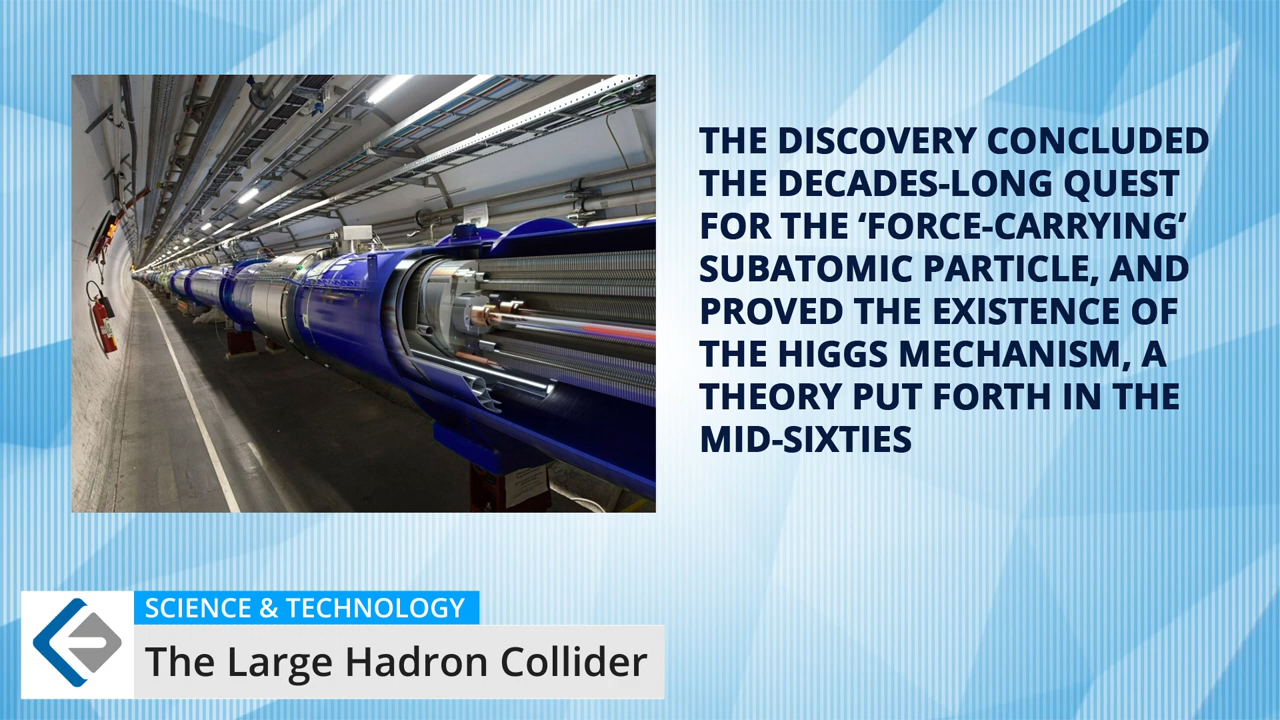 THE DISCOVERY CONCLUDED
THE DECADES-LONG QUEST
FOR THE ‘FORCE-CARRYING’
SUBATOMIC PARTICLE, AND
PROVED THE EXISTENCE OF
THE HIGGS MECHANISM, A
THEORY PUT FORTH IN THE
MID-SIXTIES
SCIENCE & TECHNOLOGY
The Large Hadron Collider